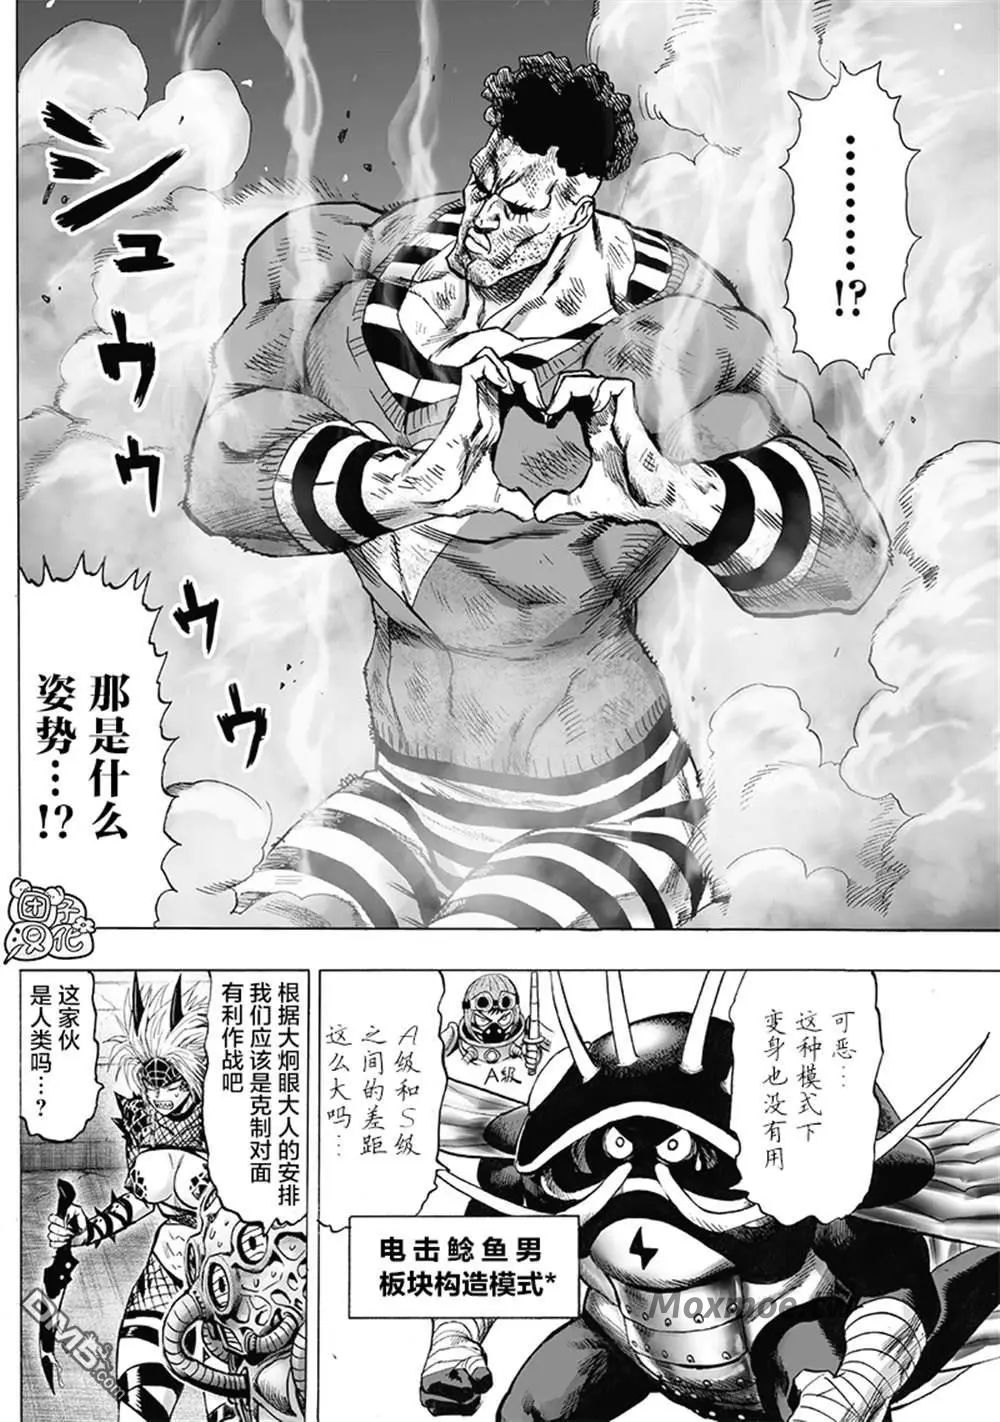 …………!?
シュウウウウ
那是什么
姿势…!?
团子
汉化
可恶…
这种模式下
变身也没有用
A級
A级和S级
之间的差距
这么大吗…
电击鲶鱼男
板块构造模式*
Moxmoe
根据大炯眼大人的安排
我们应该是克制对面
有利作战吧
这家伙
是人类吗…?